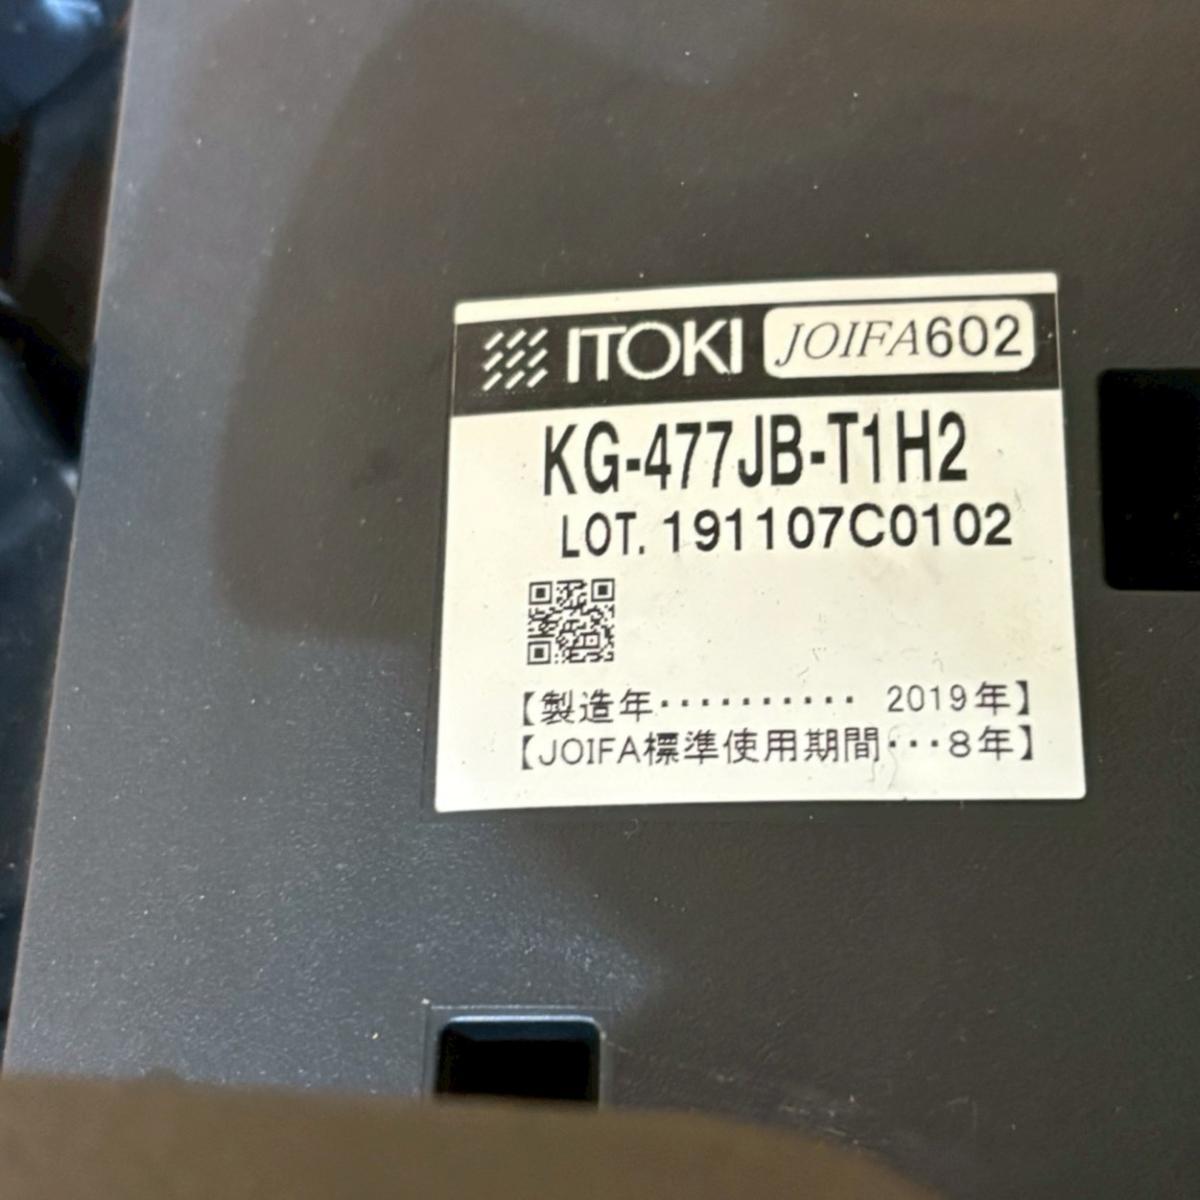 ITOKI JOIFA602
KG-477JB-T1H2
LOT. 191107C0102
【製造年・・・・・・・・・・ 2019年】
【JOIFA標準使用期間・・・8年】